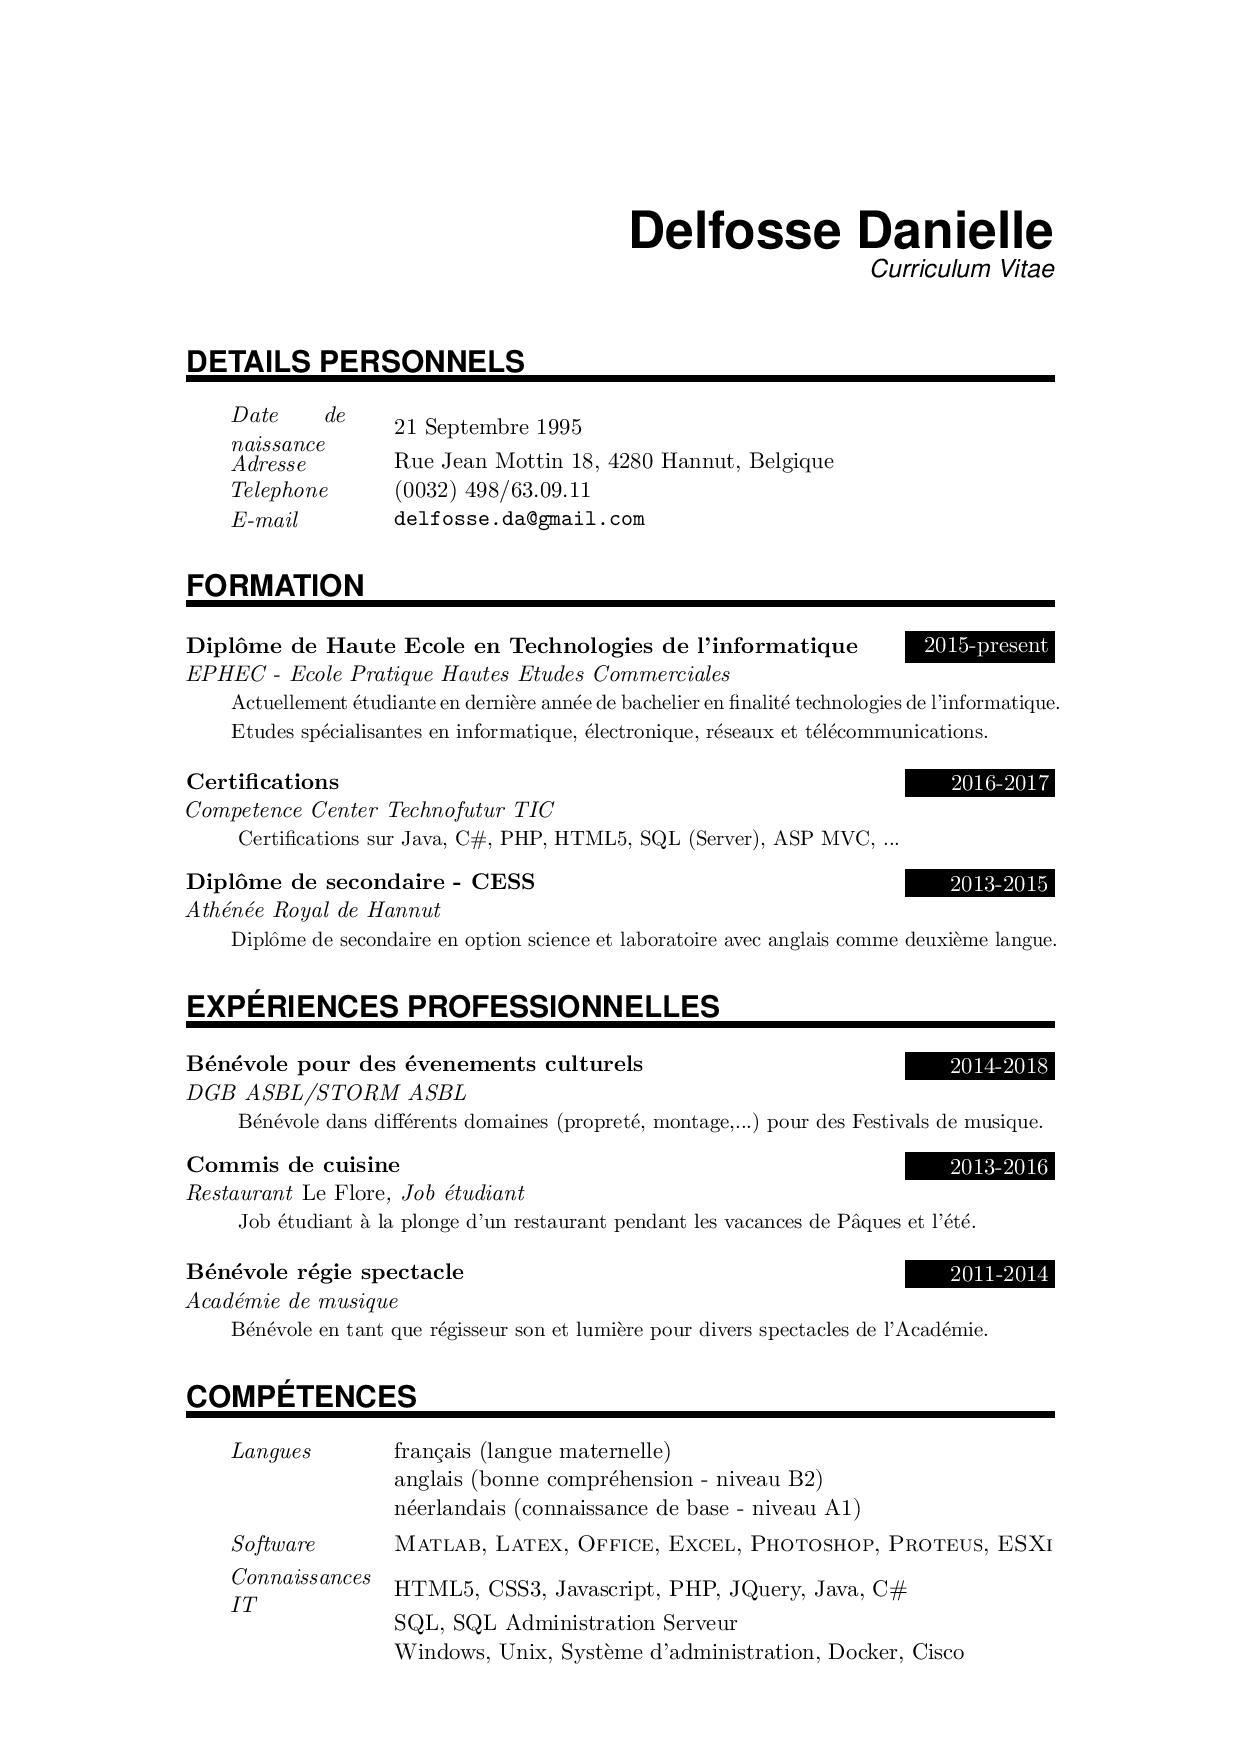 Delfosse Danielle
Curriculum Vitae
DETAILS PERSONNELS
Date de naissance 21 Septembre 1995
Adresse Rue Jean Mottin 18, 4280 Hannut, Belgique
Telephone (0032) 498/63.09.11
E-mail delfosse.da@gmail.com
FORMATION
Diplôme de Haute Ecole en Technologies de l'informatique 2015-present
EPHEC - Ecole Pratique Hautes Etudes Commerciales
Actuellement étudiante en dernière année de bachelier en finalité technologies de l'informatique.
Etudes spécialisantes en informatique, électronique, réseaux et télécommunications.
Certifications 2016-2017
Competence Center Technofutur TIC
Certifications sur Java, C#, PHP, HTML5, SQL (Server), ASP MVC, ...
Diplôme de secondaire - CESS 2013-2015
Athénée Royal de Hannut
Diplôme de secondaire en option science et laboratoire avec anglais comme deuxième langue.
EXPÉRIENCES PROFESSIONNELLES
Bénévole pour des évenements culturels 2014-2018
DGB ASBL/STORM ASBL
Bénévole dans différents domaines (propreté, montage,...) pour des Festivals de musique.
Commis de cuisine 2013-2016
Restaurant Le Flore, Job étudiant
Job étudiant à la plonge d'un restaurant pendant les vacances de Pâques et l'été.
Bénévole régie spectacle 2011-2014
Académie de musique
Bénévole en tant que régisseur son et lumière pour divers spectacles de l'Académie.
COMPÉTENCES
Langues français (langue maternelle)
anglais (bonne compréhension - niveau B2)
néerlandais (connaissance de base - niveau A1)
Software Matlab, Latex, Office, Excel, Photoshop, Proteus, ESXi
Connaissances IT HTML5, CSS3, Javascript, PHP, JQuery, Java, C#
SQL, SQL Administration Serveur
Windows, Unix, Système d'administration, Docker, Cisco